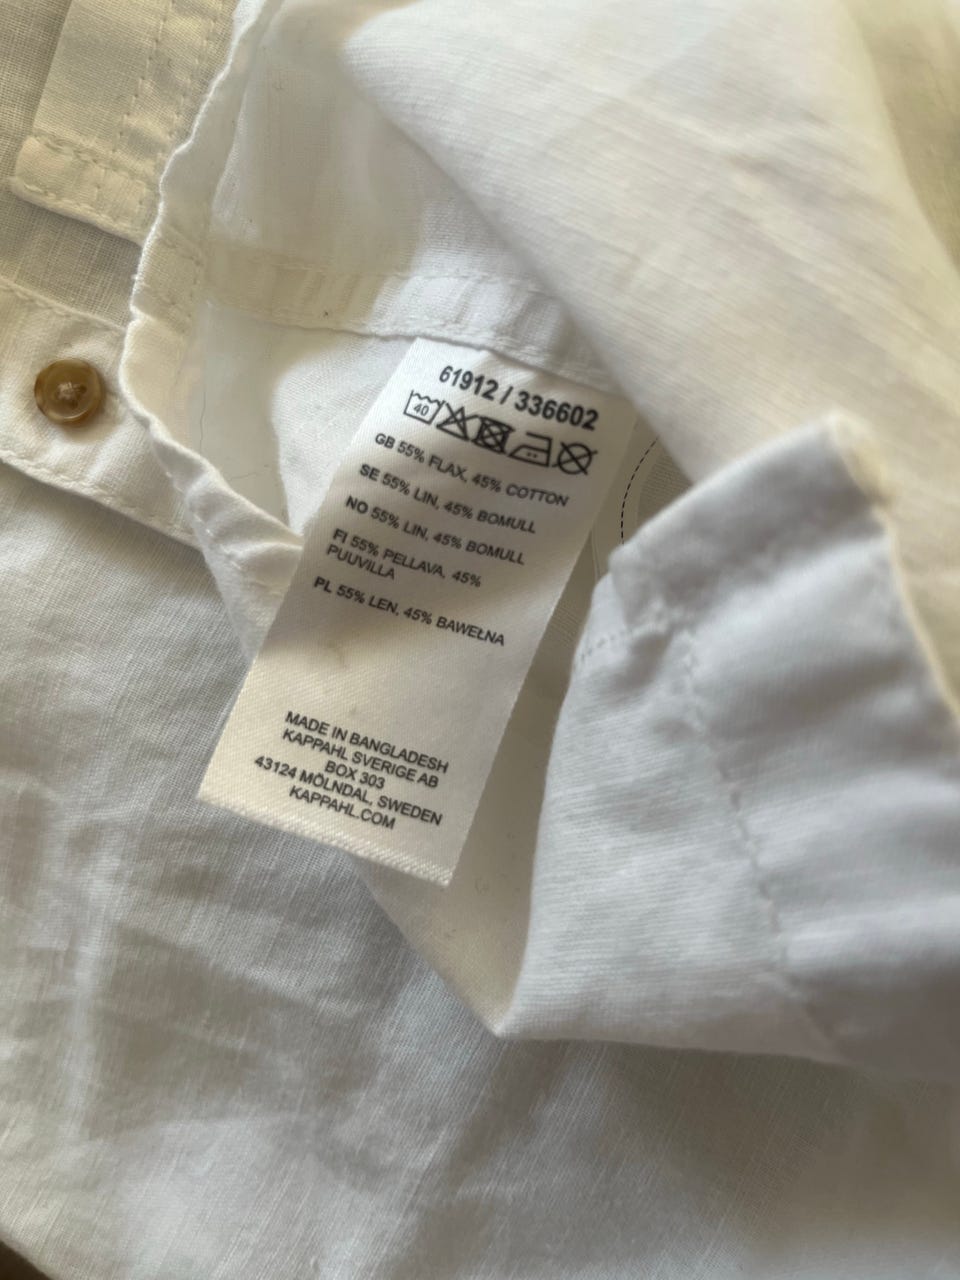 61912 / 336602
40
GB 55% FLAX, 45% COTTON
SE 55% LIN, 45% BOMULL
NO 55% LIN, 45% BOMULL
FI 55% PELLAVA, 45%
PUUVILLA
PL 55% LEN, 45% BAWEŁNA
MADE IN BANGLADESH
KAPPAHL SVERIGE AB
BOX 303
43124 MÖLNDAL, SWEDEN
KAPPAHL.COM